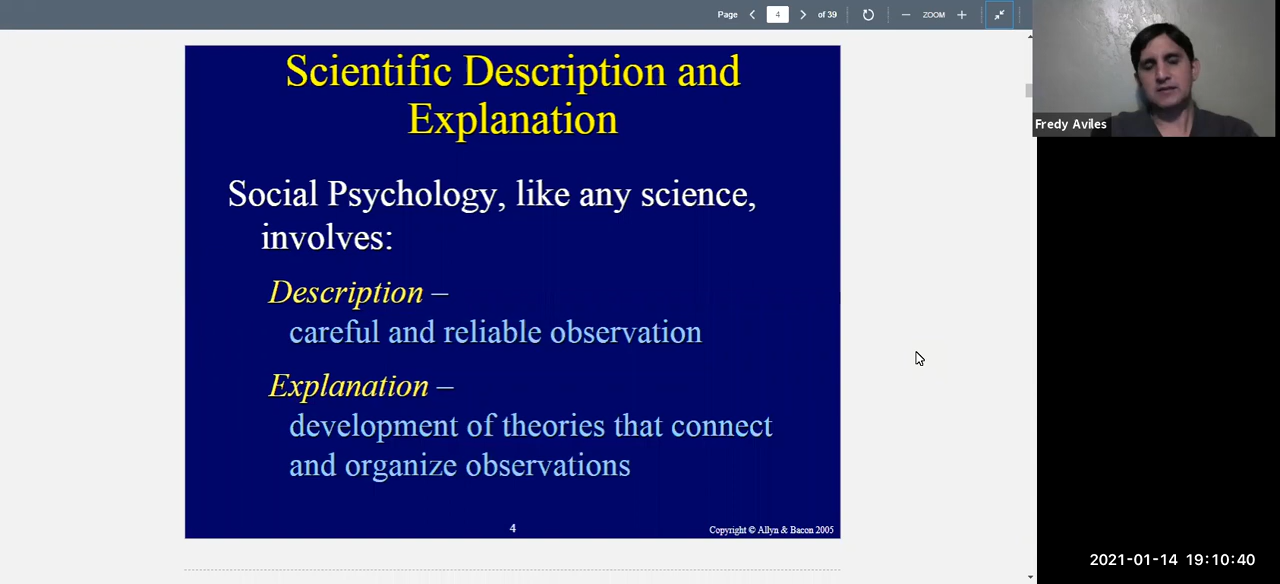 Page 4 of 39 ZOOM
Fredy Aviles
Scientific Description and
Explanation
Social Psychology, like any science,
involves:
Description –
careful and reliable observation
Explanation –
development of theories that connect
and organize observations
4
Copyright © Allyn & Bacon 2005
2021-01-14 19:10:40